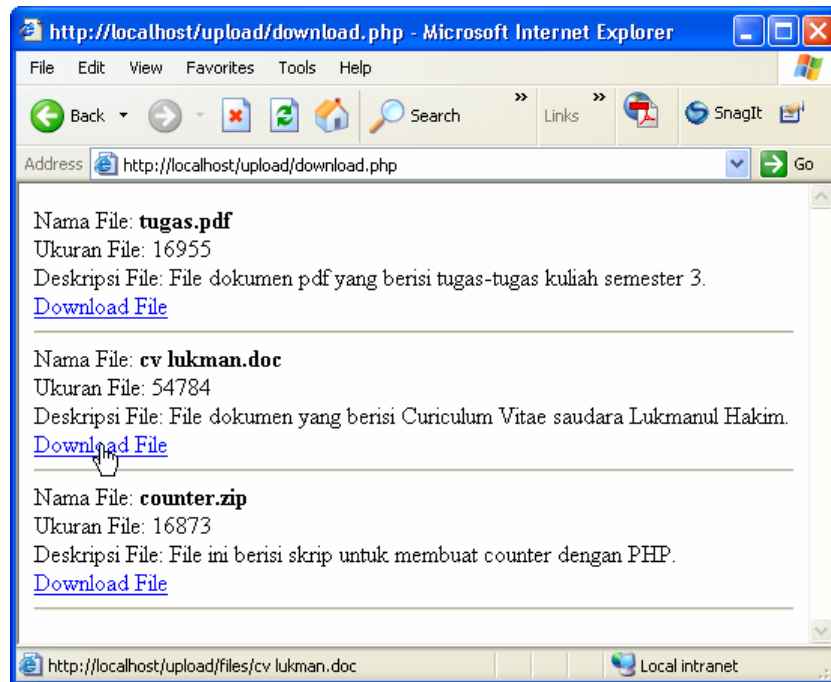 http://localhost/upload/download.php - Microsoft Internet Explorer
File Edit View Favorites Tools Help
Back Search » Links » SnagIt
Address http://localhost/upload/download.php Go
Nama File: tugas.pdf
Ukuran File: 16955
Deskripsi File: File dokumen pdf yang berisi tugas-tugas kuliah semester 3.
Download File
Nama File: cv lukman.doc
Ukuran File: 54784
Deskripsi File: File dokumen yang berisi Curiculum Vitae saudara Lukmanul Hakim.
Download File
Nama File: counter.zip
Ukuran File: 16873
Deskripsi File: File ini berisi skrip untuk membuat counter dengan PHP.
Download File
http://localhost/upload/files/cv lukman.doc Local intranet